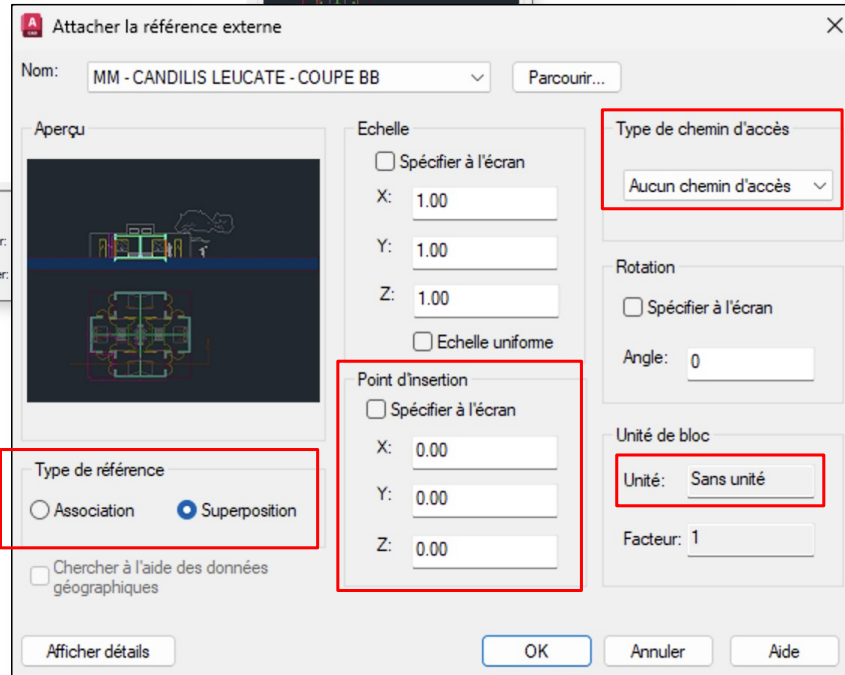 Attacher la référence externe
Nom:
MM - CANDILIS LEUCATE - COUPE BB
Parcourir...
Aperçu
Type de référence
Association
Superposition
Chercher à l'aide des données
géographiques
Echelle
Spécifier à l'écran
X: 1.00
Y: 1.00
Z: 1.00
Echelle uniforme
Point d'insertion
Spécifier à l'écran
X: 0.00
Y: 0.00
Z: 0.00
Type de chemin d'accès
Aucun chemin d'accès
Rotation
Spécifier à l'écran
Angle: 0
Unité de bloc
Unité: Sans unité
Facteur: 1
Afficher détails
OK
Annuler
Aide